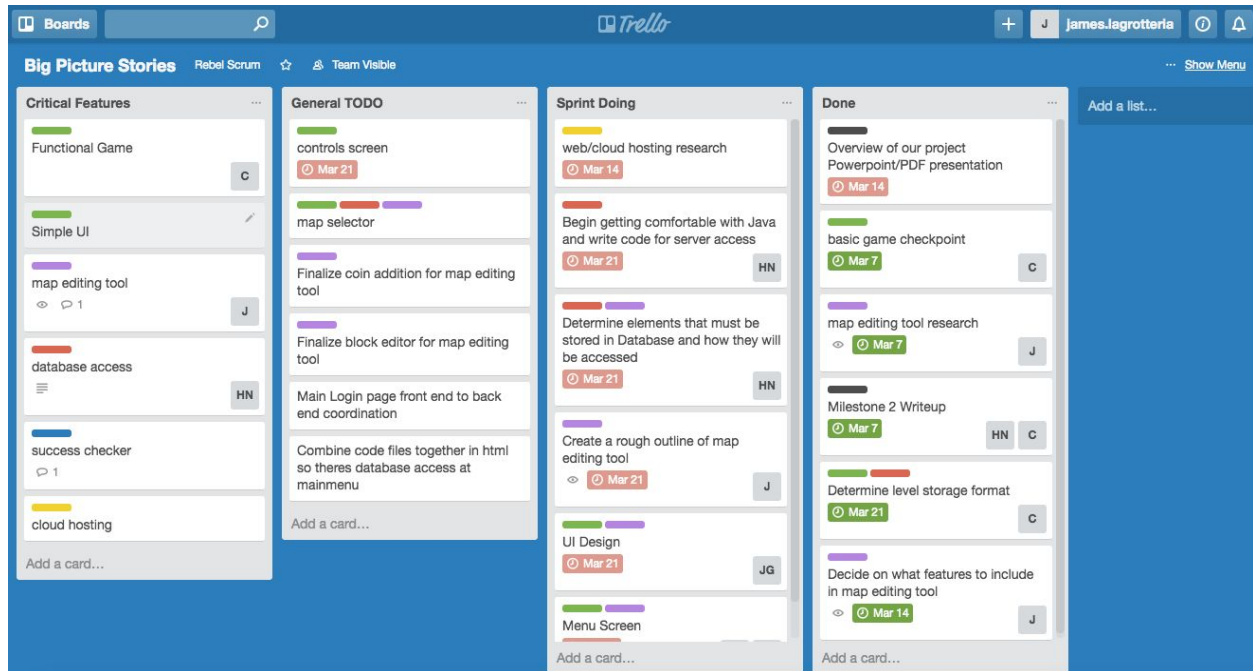 Boards
Trello
J james.lagrotteria
Big Picture Stories Rebel Scrum Team Visible
... Show Menu
Critical Features ...
Functional Game
C
Simple UI
map editing tool
1
J
database access
HN
success checker
1
cloud hosting
Add a card...
General TODO ...
controls screen
Mar 21
map selector
Finalize coin addition for map editing
tool
Finalize block editor for map editing
tool
Main Login page front end to back
end coordination
Combine code files together in html
so theres database access at
mainmenu
Add a card...
Sprint Doing ...
web/cloud hosting research
Mar 14
Begin getting comfortable with Java
and write code for server access
Mar 21
HN
Determine elements that must be
stored in Database and how they will
be accessed
Mar 21
HN
Create a rough outline of map
editing tool
Mar 21
J
UI Design
Mar 21
JG
Menu Screen
Add a card...
Done ...
Overview of our project
Powerpoint/PDF presentation
Mar 14
basic game checkpoint
Mar 7
C
map editing tool research
Mar 7
J
Milestone 2 Writeup
Mar 7
HN C
Determine level storage format
Mar 21
C
Decide on what features to include
in map editing tool
Mar 14
J
Add a card...
Add a list...